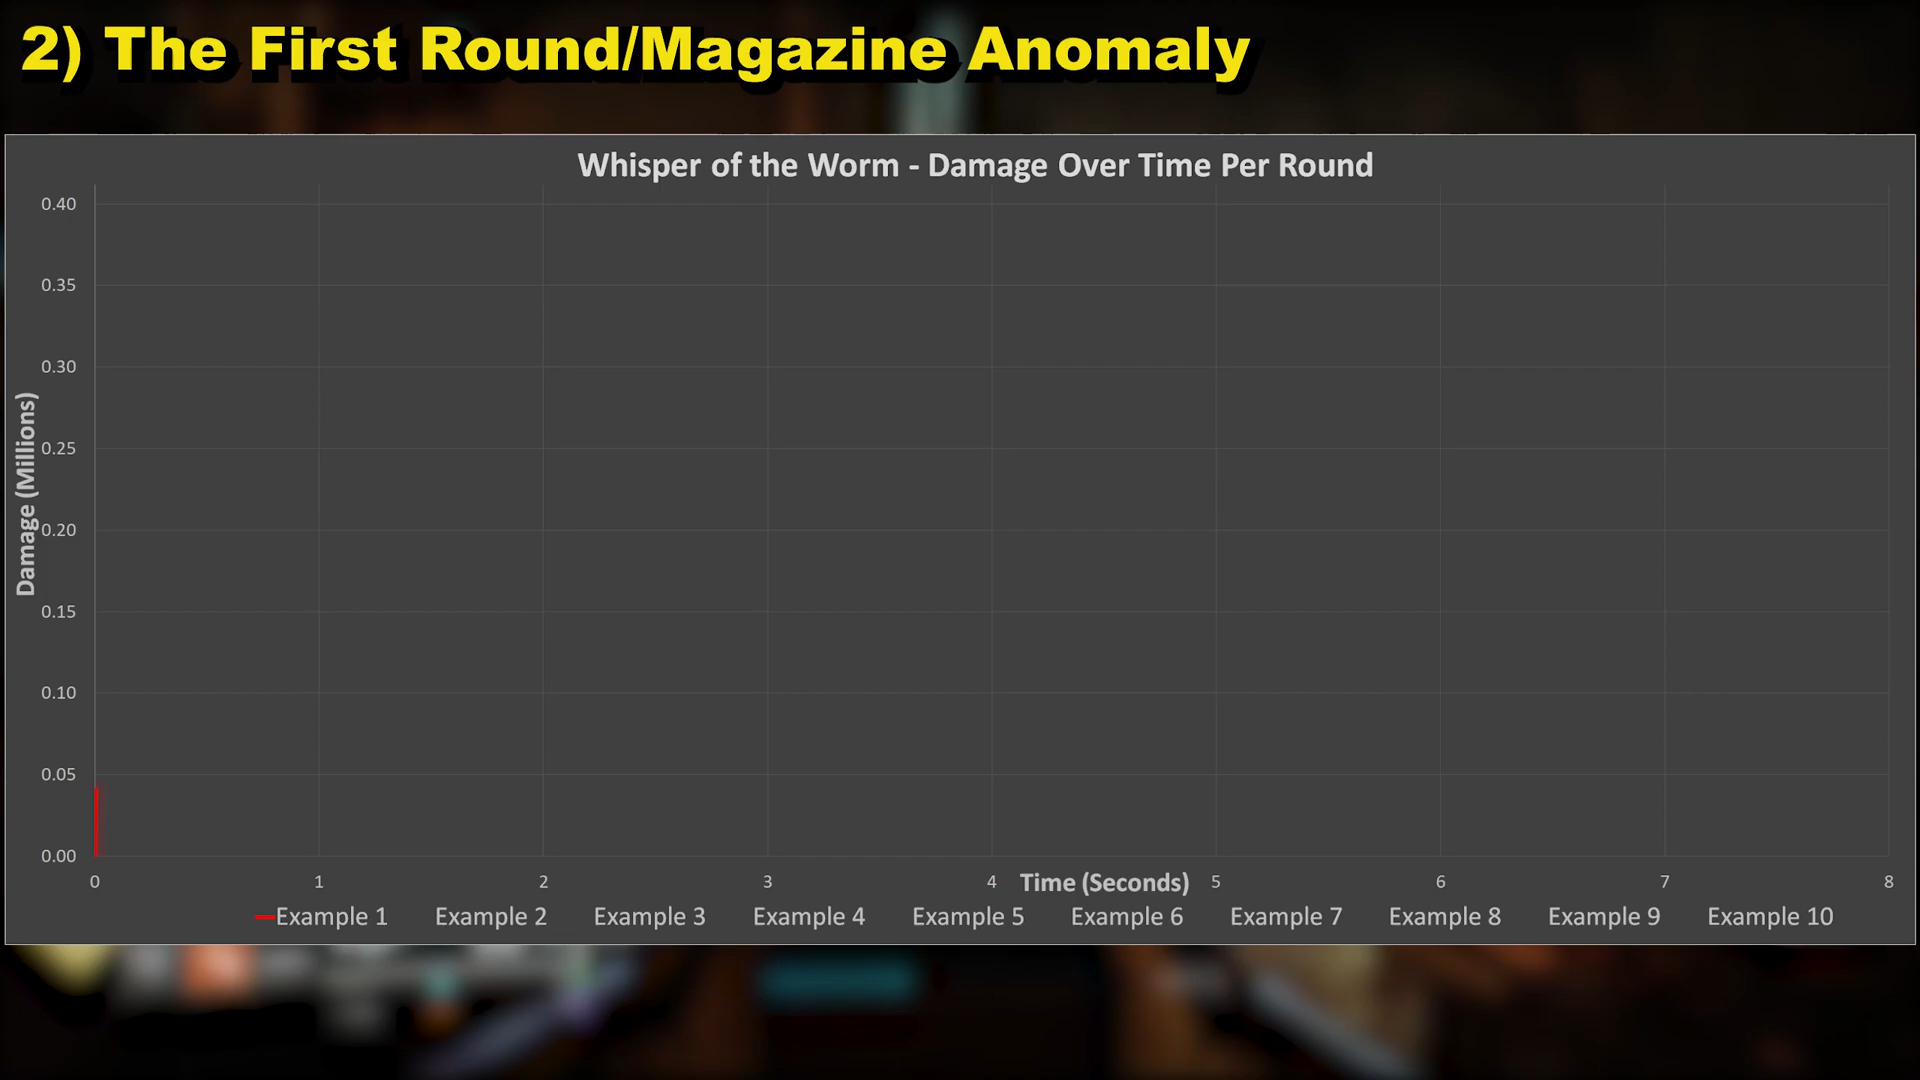 2) The First Round/Magazine Anomaly
Whisper of the Worm - Damage Over Time Per Round
Damage (Millions)
0.40
0.35
0.30
0.25
0.20
0.15
0.10
0.05
0.00
0 1 2 3 4 5 6 7 8
Time (Seconds)
Example 1 Example 2 Example 3 Example 4 Example 5 Example 6 Example 7 Example 8 Example 9 Example 10